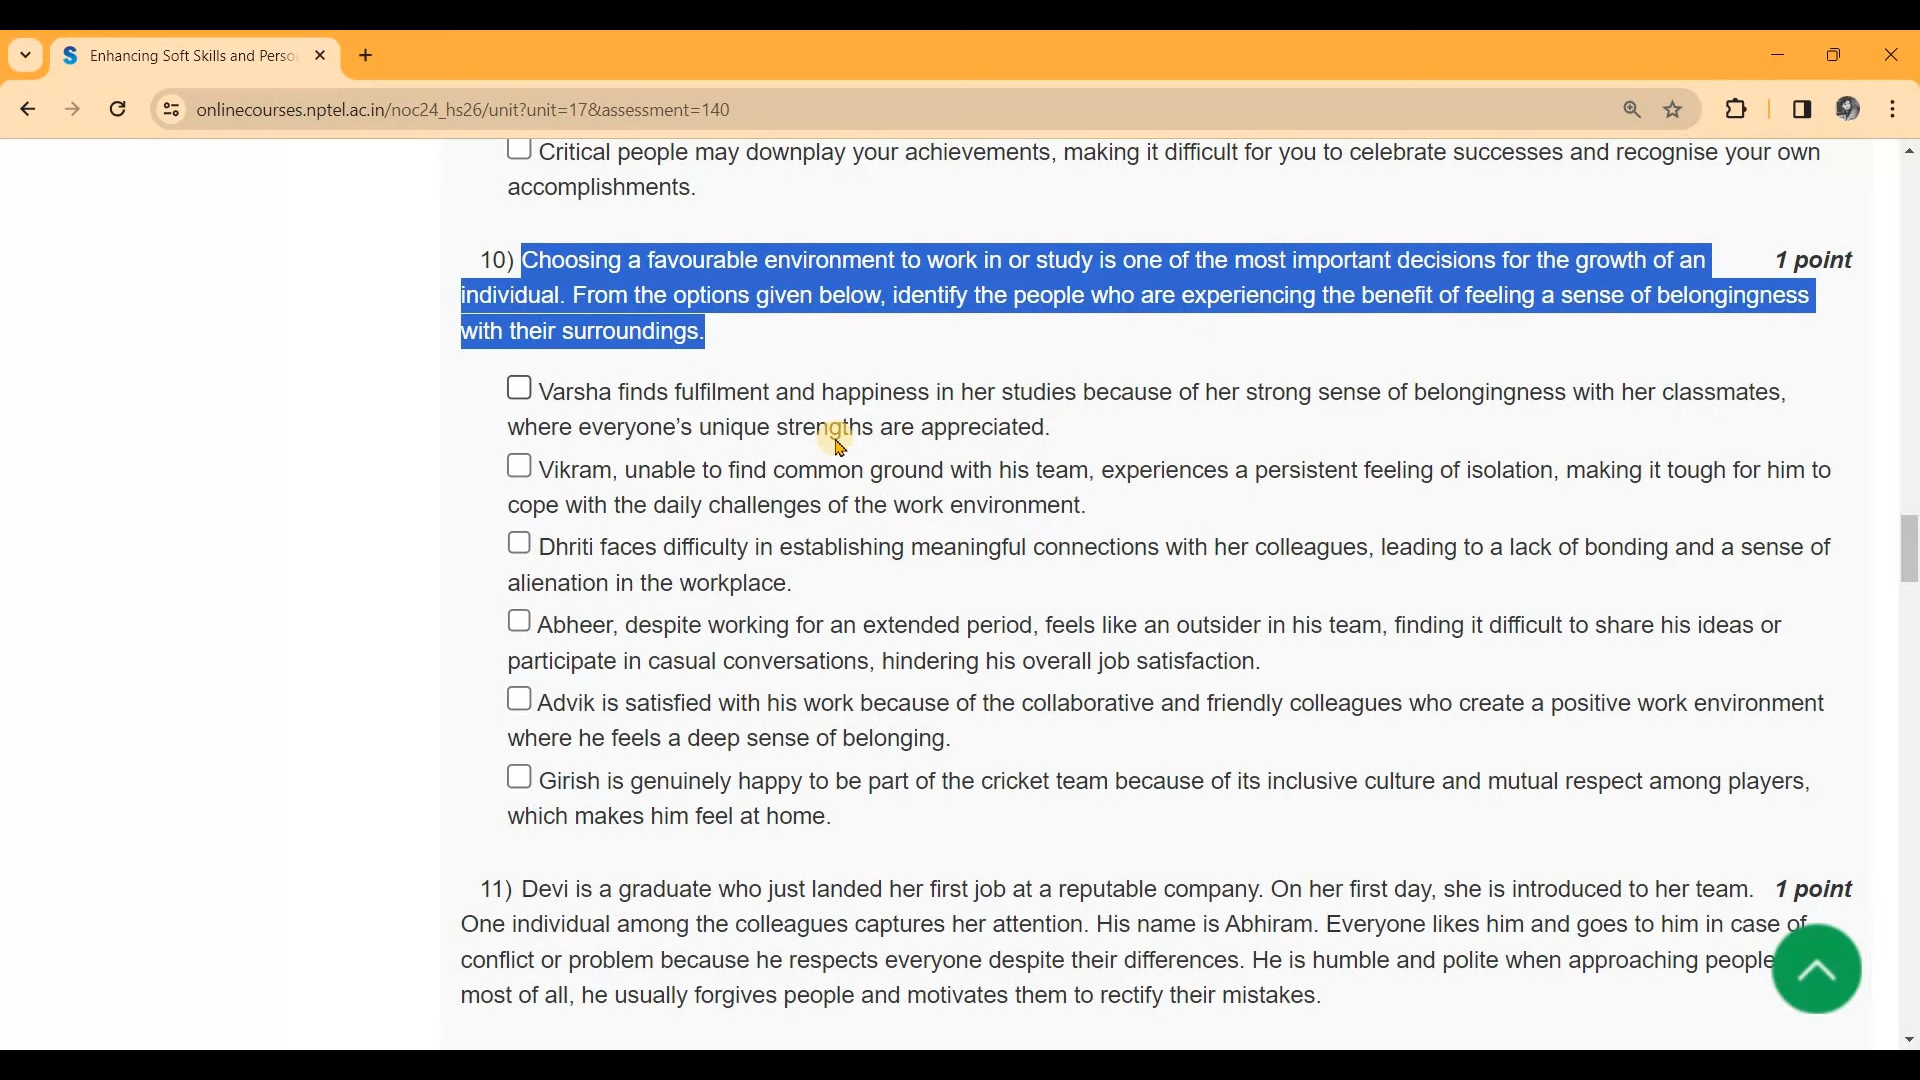 Enhancing Soft Skills and Perso
onlinecourses.nptel.ac.in/noc24_hs26/unit?unit=17&assessment=140
Critical people may downplay your achievements, making it difficult for you to celebrate successes and recognise your own
accomplishments.
10) Choosing a favourable environment to work in or study is one of the most important decisions for the growth of an 1 point
individual. From the options given below, identify the people who are experiencing the benefit of feeling a sense of belongingness
with their surroundings.
Varsha finds fulfilment and happiness in her studies because of her strong sense of belongingness with her classmates,
where everyone’s unique strengths are appreciated.
Vikram, unable to find common ground with his team, experiences a persistent feeling of isolation, making it tough for him to
cope with the daily challenges of the work environment.
Dhriti faces difficulty in establishing meaningful connections with her colleagues, leading to a lack of bonding and a sense of
alienation in the workplace.
Abheer, despite working for an extended period, feels like an outsider in his team, finding it difficult to share his ideas or
participate in casual conversations, hindering his overall job satisfaction.
Advik is satisfied with his work because of the collaborative and friendly colleagues who create a positive work environment
where he feels a deep sense of belonging.
Girish is genuinely happy to be part of the cricket team because of its inclusive culture and mutual respect among players,
which makes him feel at home.
11) Devi is a graduate who just landed her first job at a reputable company. On her first day, she is introduced to her team. 1 point
One individual among the colleagues captures her attention. His name is Abhiram. Everyone likes him and goes to him in case of
conflict or problem because he respects everyone despite their differences. He is humble and polite when approaching people
most of all, he usually forgives people and motivates them to rectify their mistakes.